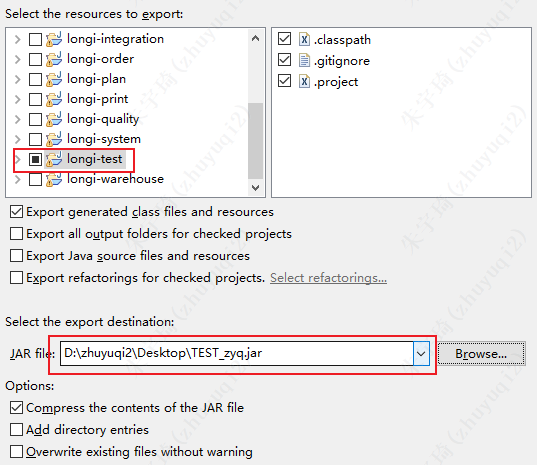 Select the resources to export:
longi-integration
longi-order
longi-plan
longi-print
longi-quality
longi-system
longi-test
longi-warehouse
.classpath
.gitignore
.project
Export generated class files and resources
Export all output folders for checked projects
Export Java source files and resources
Export refactorings for checked projects. Select refactorings...
Select the export destination:
JAR file: D:\zhuyuqi2\Desktop\TEST_zyq.jar Browse...
Options:
Compress the contents of the JAR file
Add directory entries
Overwrite existing files without warning
朱宇琦 (zhuyuqi2)
朱宇琦 (zhuyuqi2)